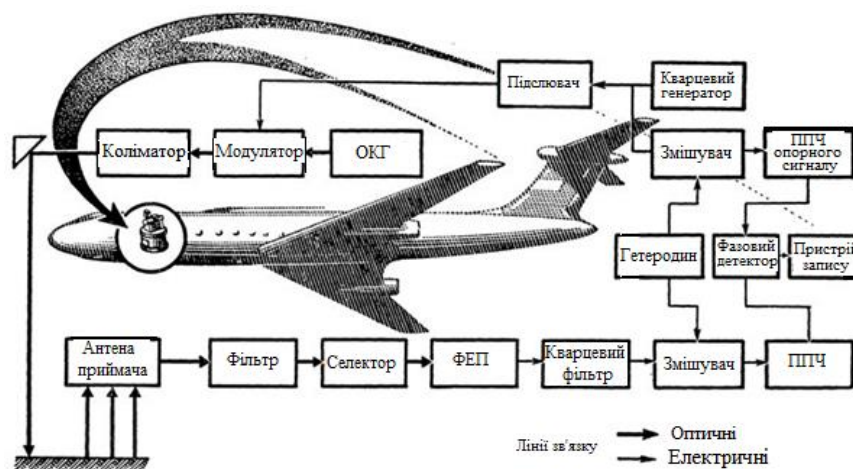 Підслювач
Кварцевий
генератор
Коліматор
Модулятор
ОКГ
Змішувач
ППЧ
опорного
сигналу
Гетеродин
Фазовий
детектор
Пристрій
запису
Антена
приймача
Фільтр
Селектор
ФЕП
Кварцевий
фільтр
Змішувач
ППЧ
Лінії зв'язку
Оптичні
Електричні